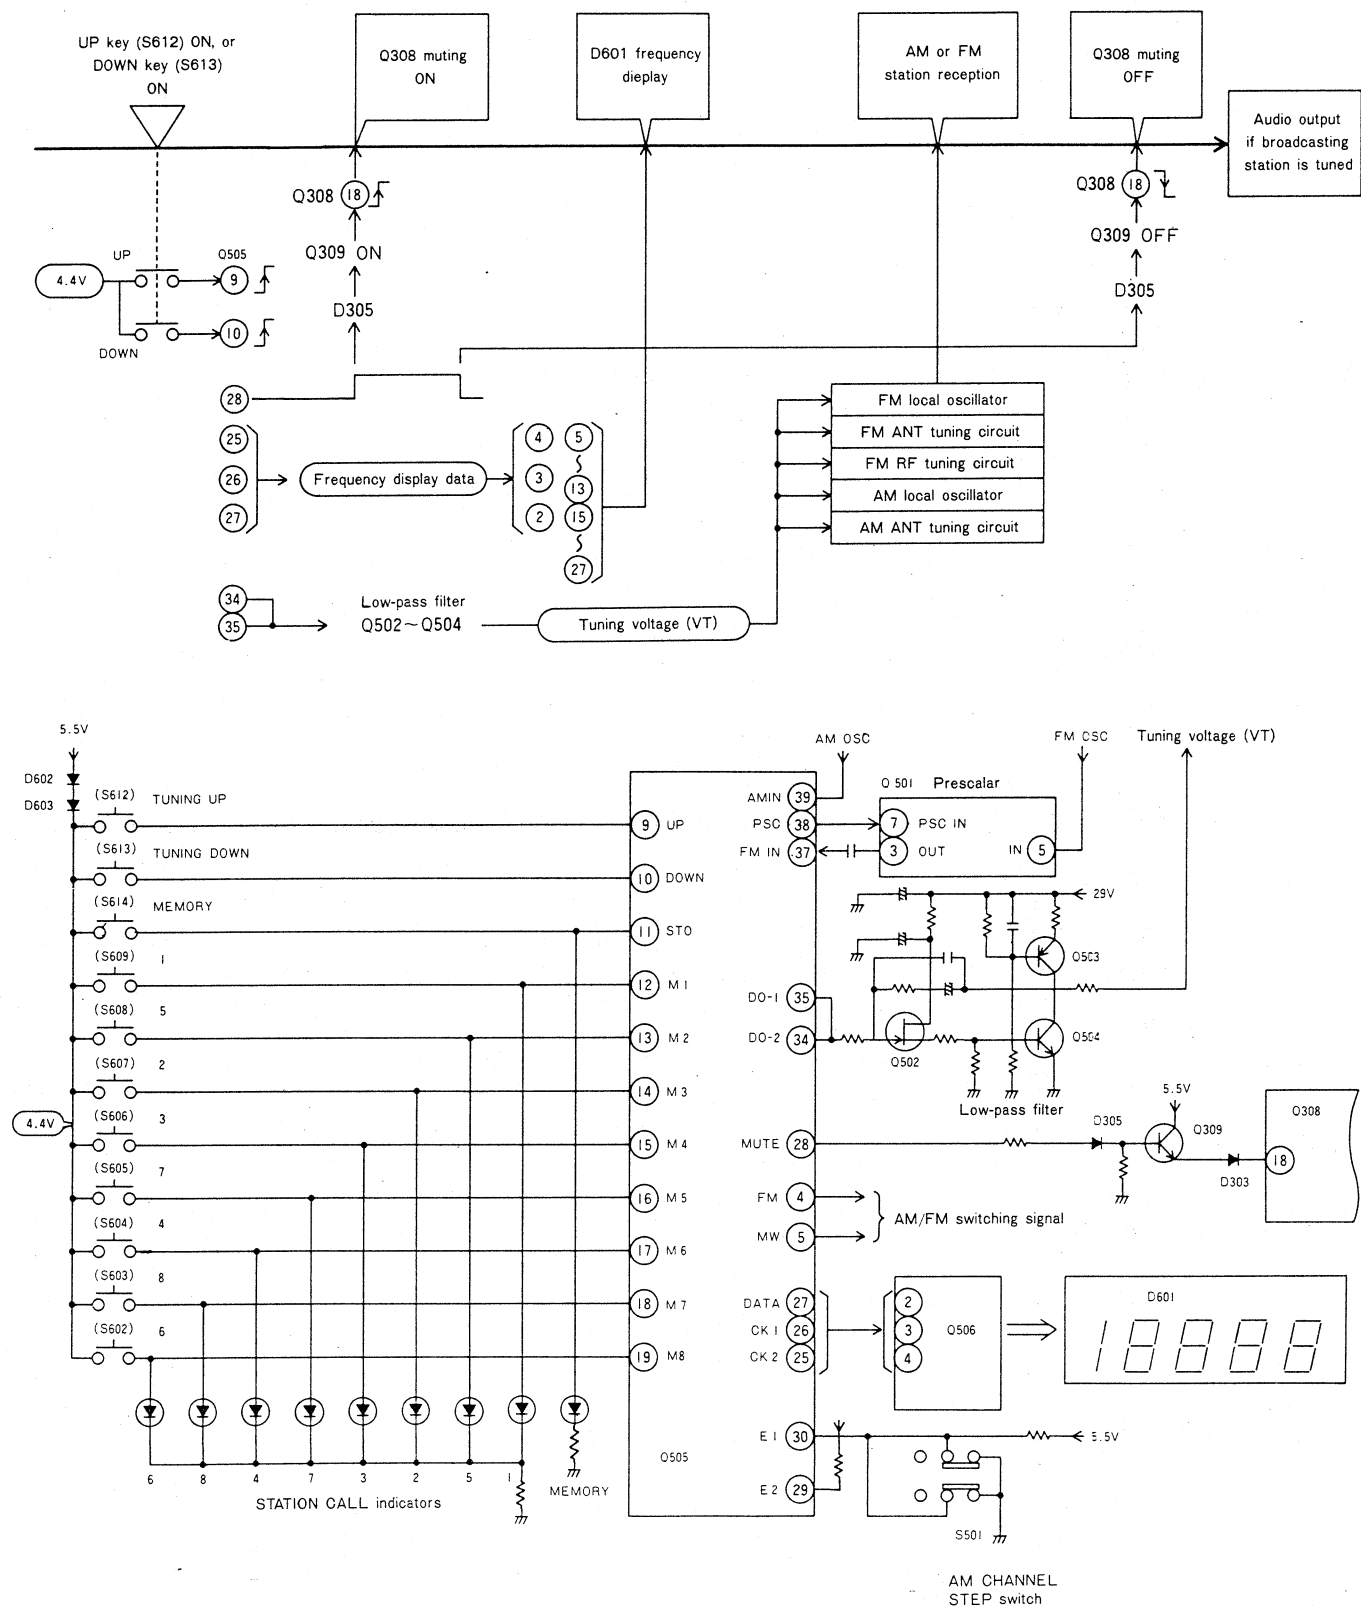 UP key (S612) ON, or
DOWN key (S613)
ON
Q308 muting
ON
D601 frequency
dieplay
AM or FM
station reception
Q308 muting
OFF
Audio output
if broadcasting
station is tuned
Q308 18
Q309 ON
D305
Q308 18
Q309 OFF
D305
4.4V
UP
Q505
9
DOWN
10
28
25
26
27
Frequency display data
4
3
2
5
13
15
27
FM local oscillator
FM ANT tuning circuit
FM RF tuning circuit
AM local oscillator
AM ANT tuning circuit
34
35
Low-pass filter
Q502~Q504
Tuning voltage (VT)
5.5V
D602
D603
(S612) TUNING UP
(S613) TUNING DOWN
(S614) MEMORY
(S609) 1
(S608) 5
(S607) 2
4.4V
(S606) 3
(S605) 7
(S604) 4
(S603) 8
(S602) 6
9 UP
10 DOWN
11 STO
12 M1
13 M2
14 M3
15 M4
16 M5
17 M6
18 M7
19 M8
Q505
6 8 4 7 3 2 5 1
MEMORY
STATION CALL indicators
AM OSC
FM OSC
Tuning voltage (VT)
AMIN 39
PSC 38
FM IN 37
Q501 Prescalar
7 PSC IN
3 OUT
IN 5
29V
Q503
DO-1 35
DO-2 34
Q502
Q504
Low-pass filter
MUTE 28
D305
5.5V
Q309
D303
Q308
18
FM 4
MW 5
AM/FM switching signal
DATA 27
CK1 26
CK2 25
2
3
4
Q506
D601
18888
E1 30
E2 29
5.5V
S501
AM CHANNEL
STEP switch